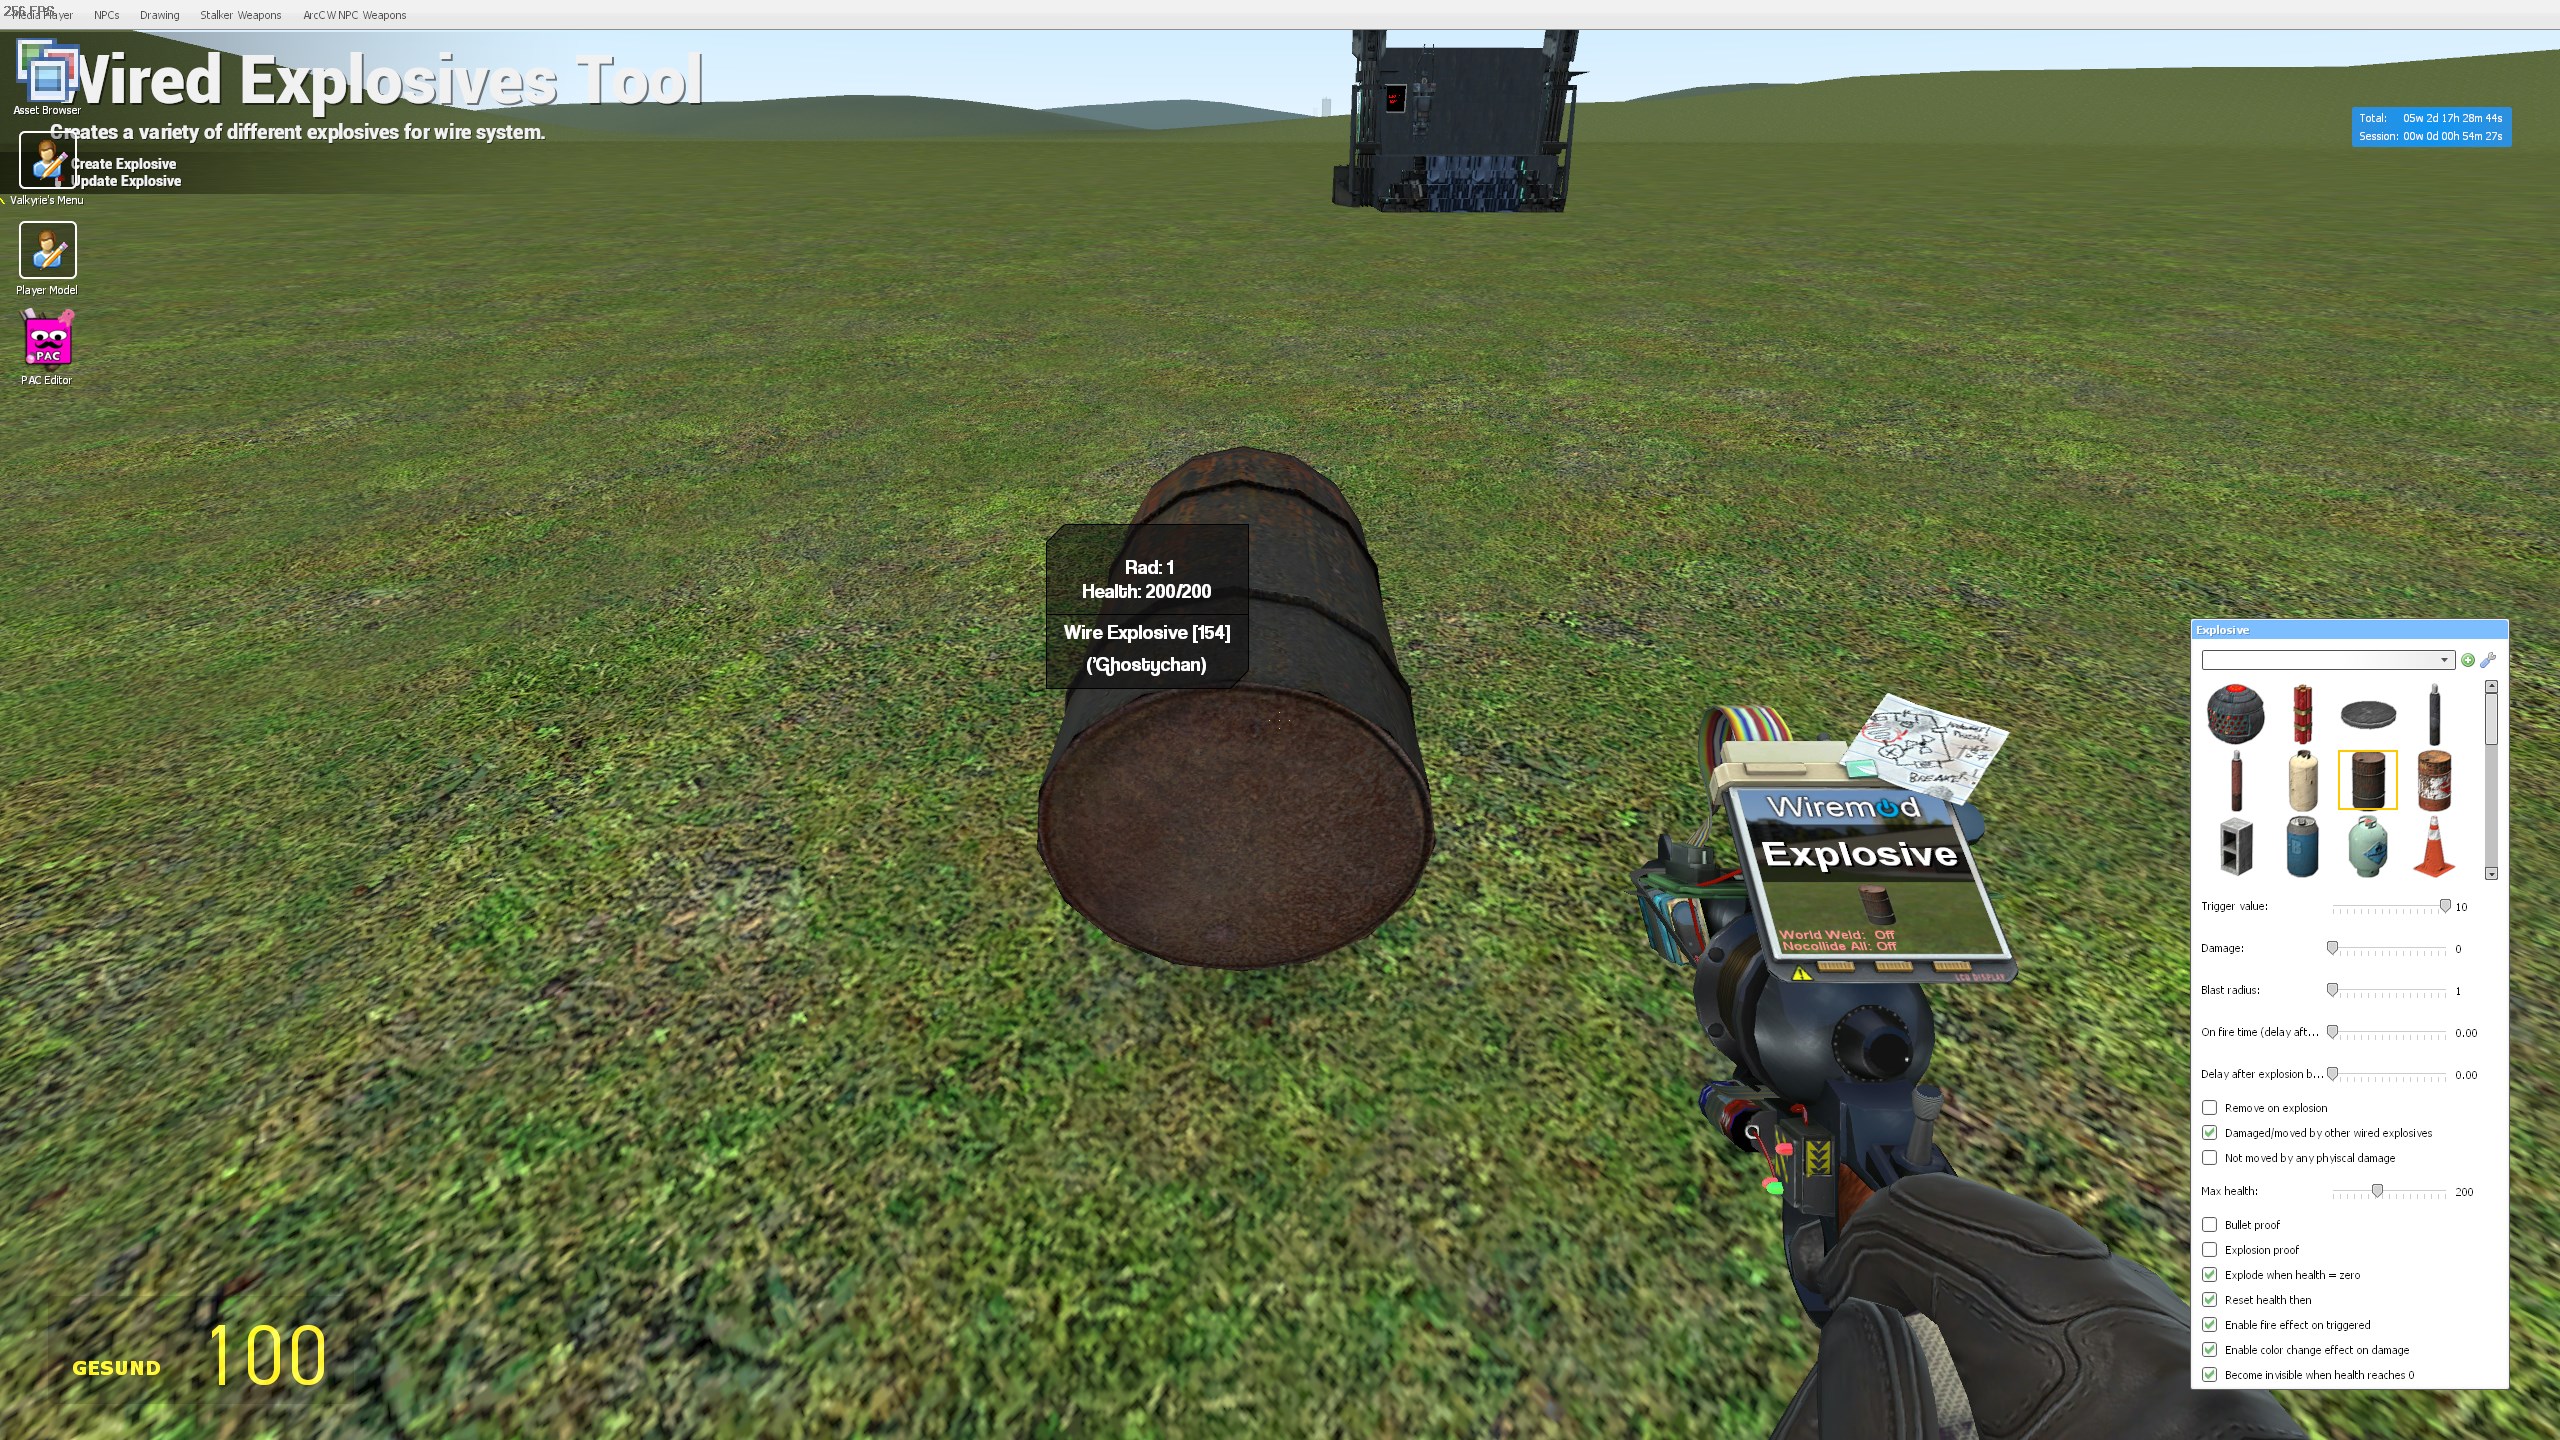 Media Player NPCs Drawing Stalker Weapons ArcCW NPC Weapons
Wired Explosives Tool
Creates a variety of different explosives for wire system.
Create Explosive
Update Explosive
Asset Browser
Valkyrie's Menu
Player Model
PAC
PAC Editor
Total: 05w 2d 17h 28m 44s
Session: 00w 0d 00h 54m 27s
Rad: 1
Health: 200/200
Wire Explosive [154]
('Ghostychan)
BREAKER!
Wiremod
Explosive
World Weld: Off
Nocollide All: Off
LCD DISPLAY
GESUND 100
Explosive
Trigger value: 10
Damage: 0
Blast radius: 1
On fire time (delay aft... 0.00
Delay after explosion b... 0.00
Remove on explosion
Damaged/moved by other wired explosives
Not moved by any phyiscal damage
Max health: 200
Bullet proof
Explosion proof
Explode when health = zero
Reset health then
Enable fire effect on triggered
Enable color change effect on damage
Become invisible when health reaches 0